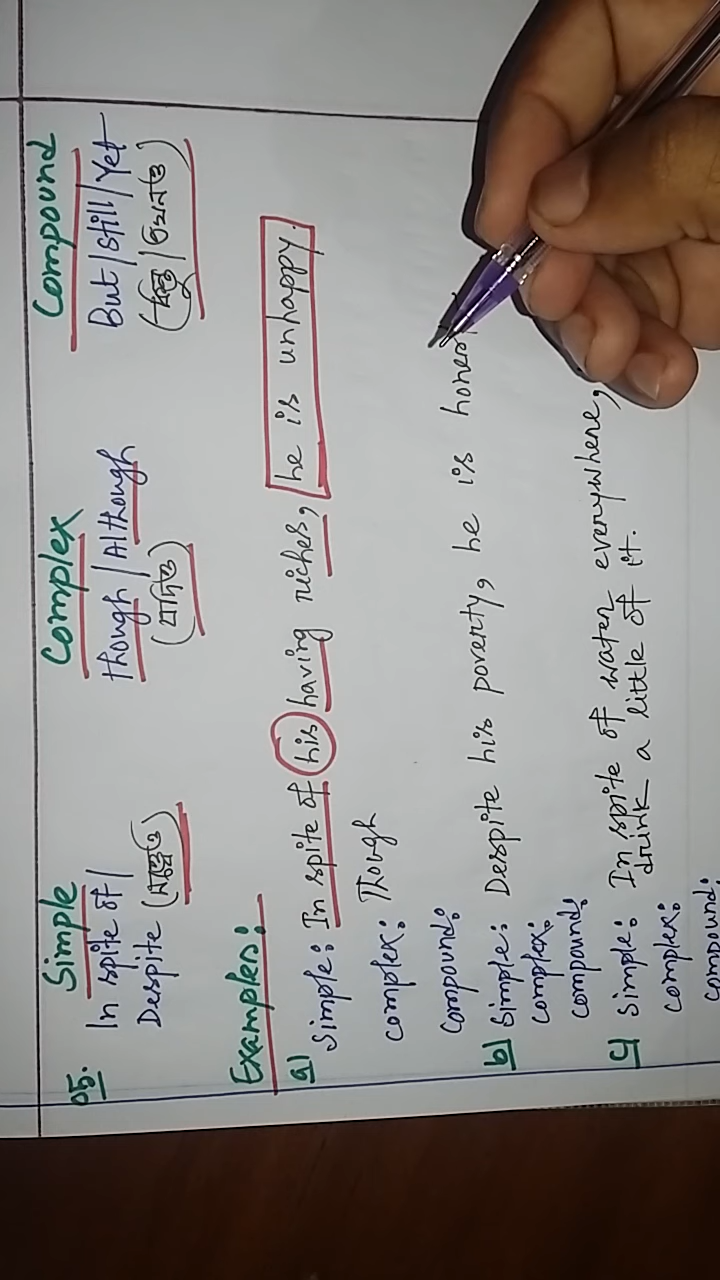 05. Simple Complex Compound
In spite of / though / Although But / still / Yet
Despite (সত্ত্বেও) (যদিও) (কিন্তু / তথাপিও)
Examples:
a) Simple: In spite of his having riches, he is unhappy.
Complex: Though
Compound:
b) Simple: Despite his poverty, he is
complex:
compound:
c) Simple: In spite of water everywhere,
drink a little of it.
complex:
compound: